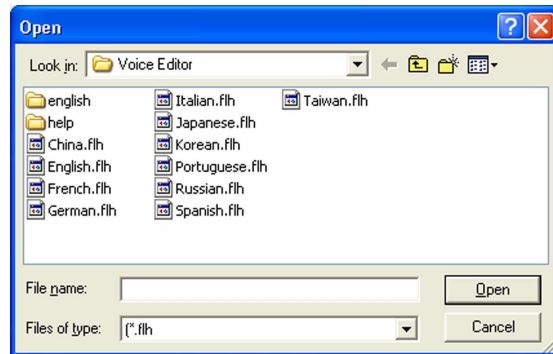 Open
Look in: Voice Editor
english
help
China.flh
English.flh
French.flh
German.flh
Italian.flh
Japanese.flh
Korean.flh
Portuguese.flh
Russian.flh
Spanish.flh
Taiwan.flh
File name:
Open
Files of type: (*.flh
Cancel